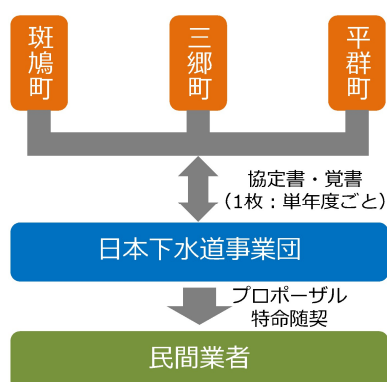 斑鳩町
三郷町
平群町
協定書・覚書
（1枚：単年度ごと）
日本下水道事業団
プロポーザル
特命随契
民間業者